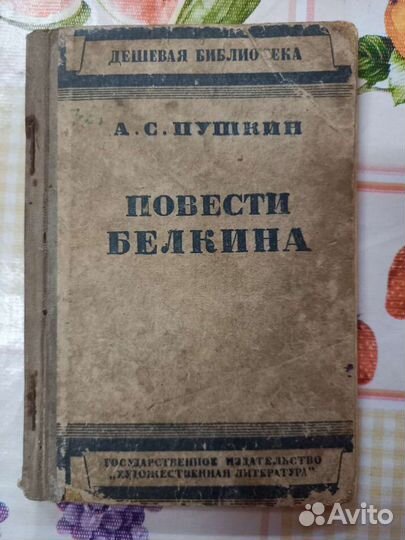 ДЕШЕВАЯ БИБЛИОТЕКА
А.С. ПУШКИН
ПОВЕСТИ
БЕЛКИНА
ГОСУДАРСТВЕННОЕ ИЗДАТЕЛЬСТВО
„ХУДОЖЕСТВЕННАЯ ЛИТЕРАТУРА"
Avito